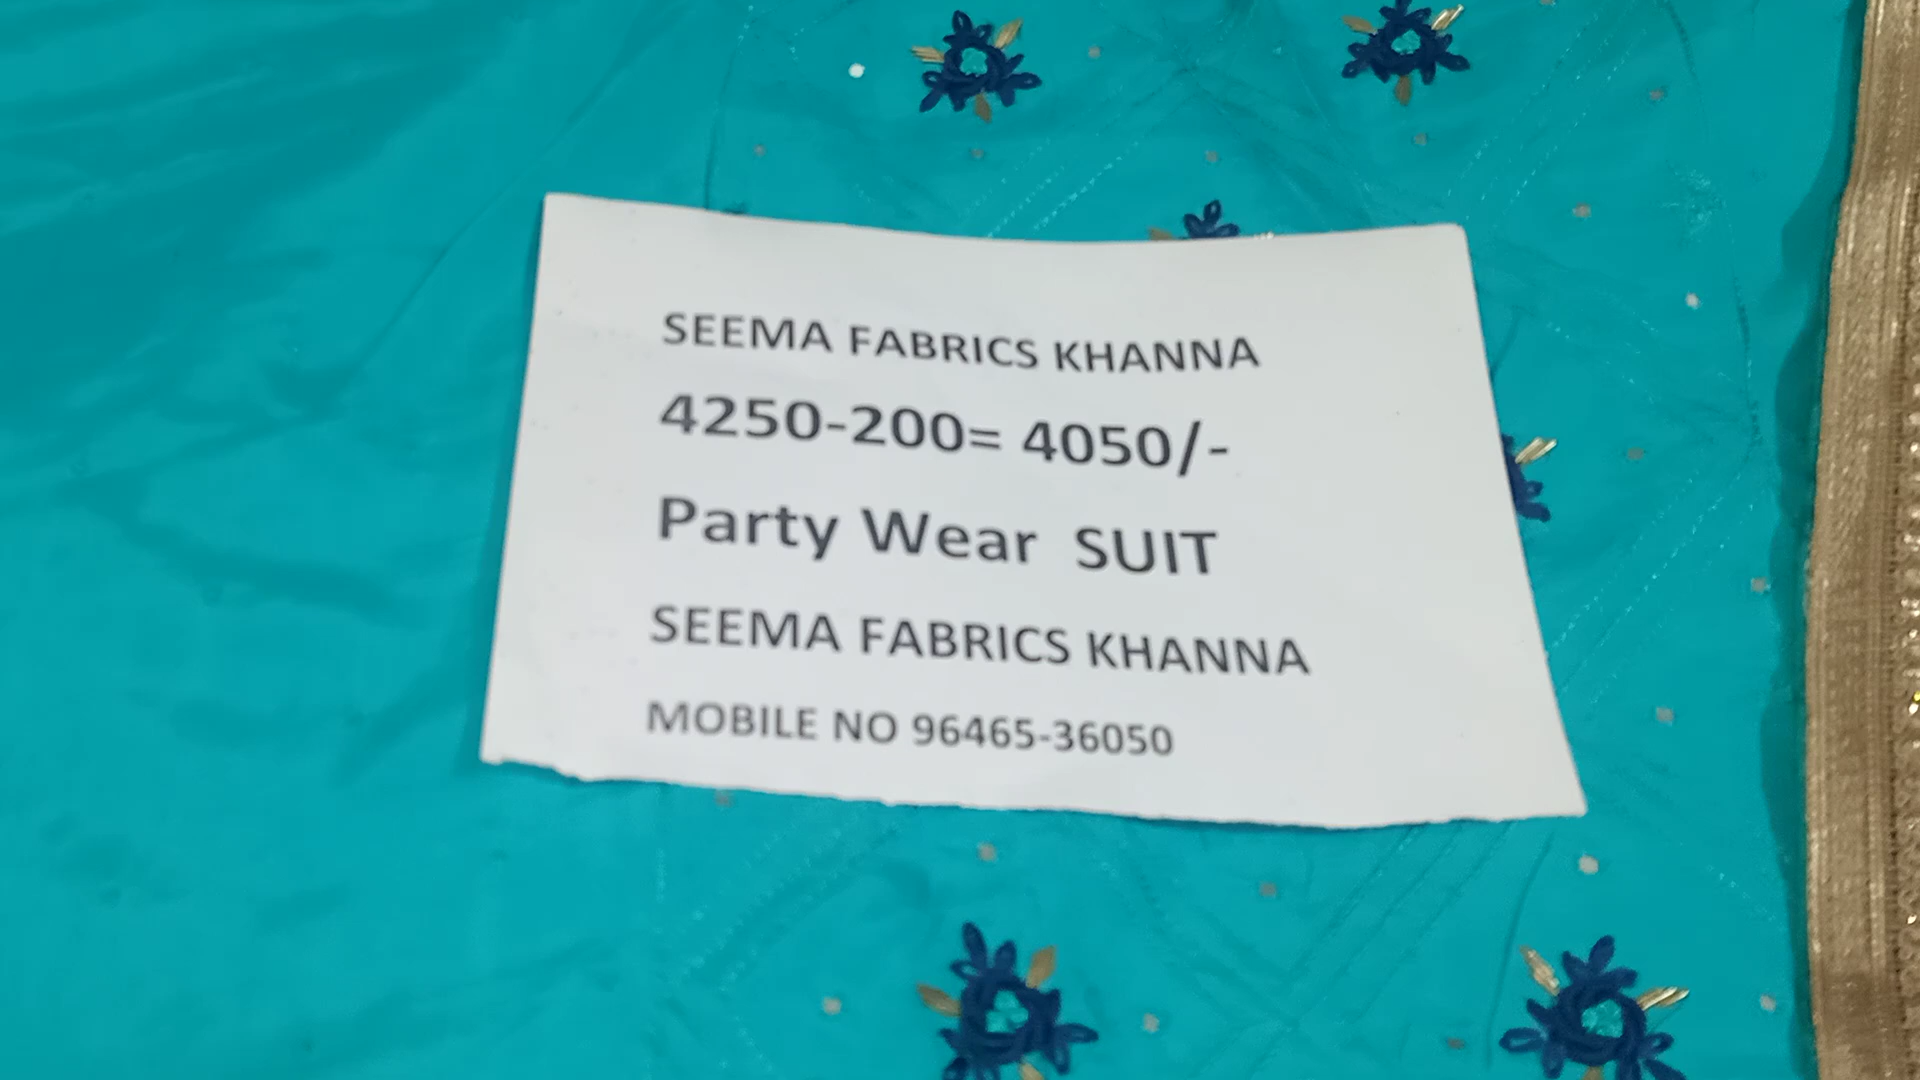 SEEMA FABRICS KHANNA
4250-200= 4050/-
Party Wear SUIT
SEEMA FABRICS KHANNA
MOBILE NO 96465-36050